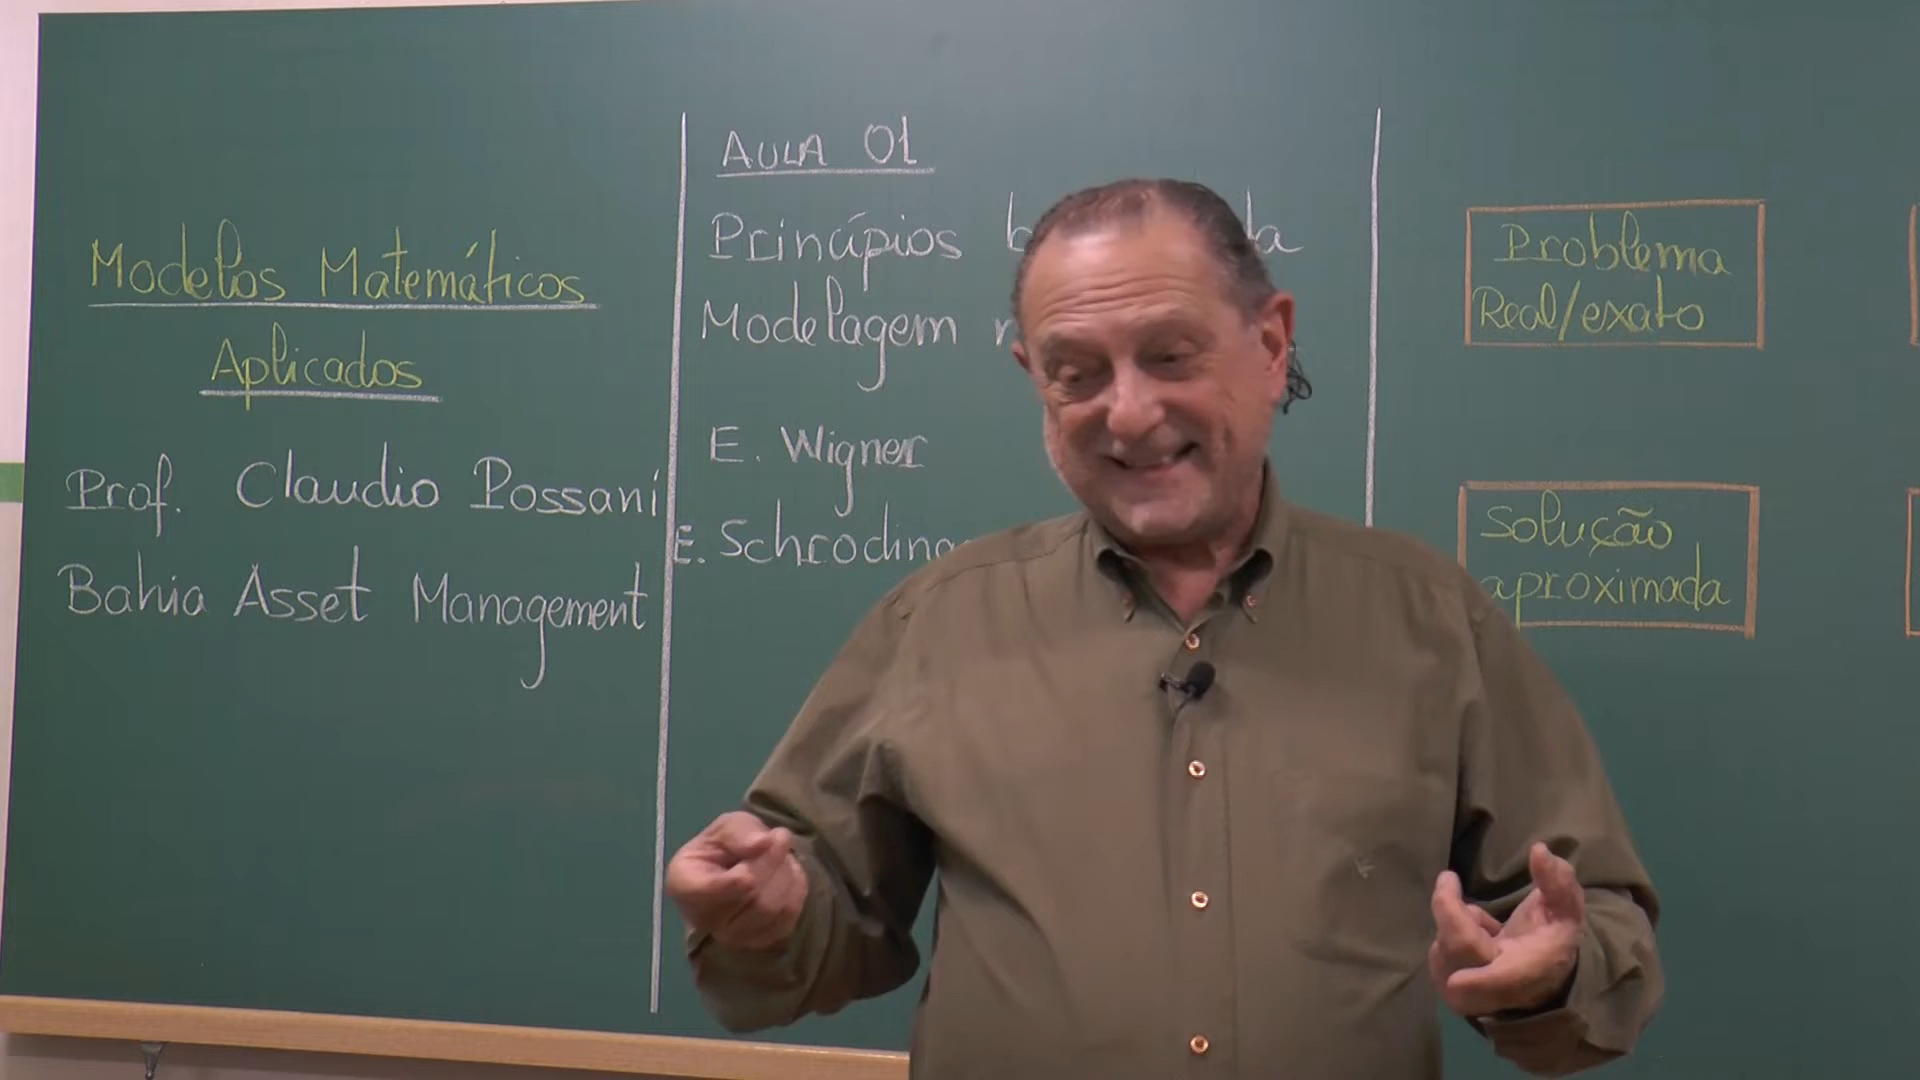 Modelos Matemáticos
Aplicados
Prof. Claudio Possani
Bahia Asset Management
AULA 01
Princípios
Modelagem
E. Wigner
E.
Problema
Real/exato
Solução
aproximada